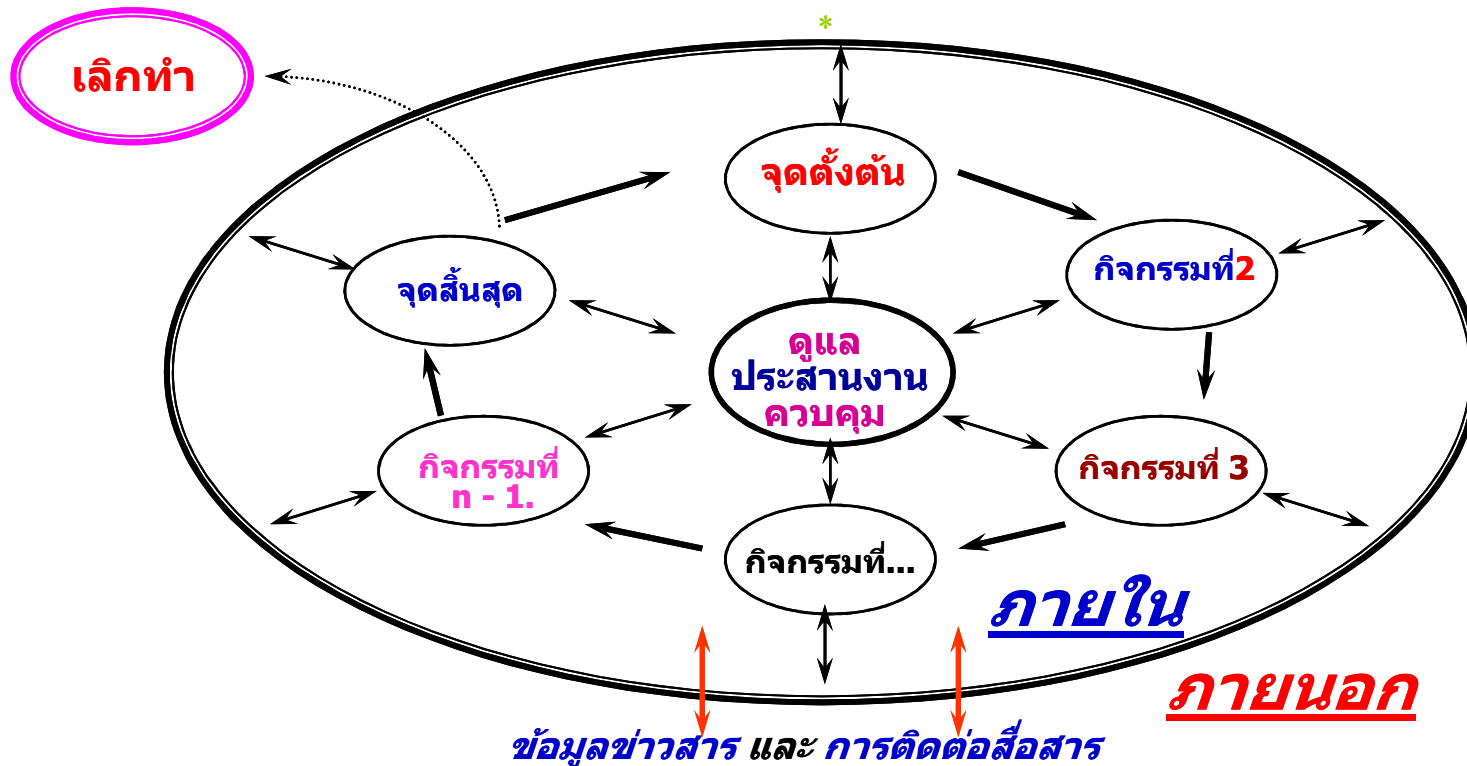 *
เลิกทำ
จุดตั้งต้น
กิจกรรมที่2
จุดสิ้นสุด
ดูแล
ประสานงาน
ควบคุม
กิจกรรมที่
n - 1.
กิจกรรมที่ 3
กิจกรรมที่...
ภายใน
ภายนอก
ข้อมูลข่าวสาร และ การติดต่อสื่อสาร